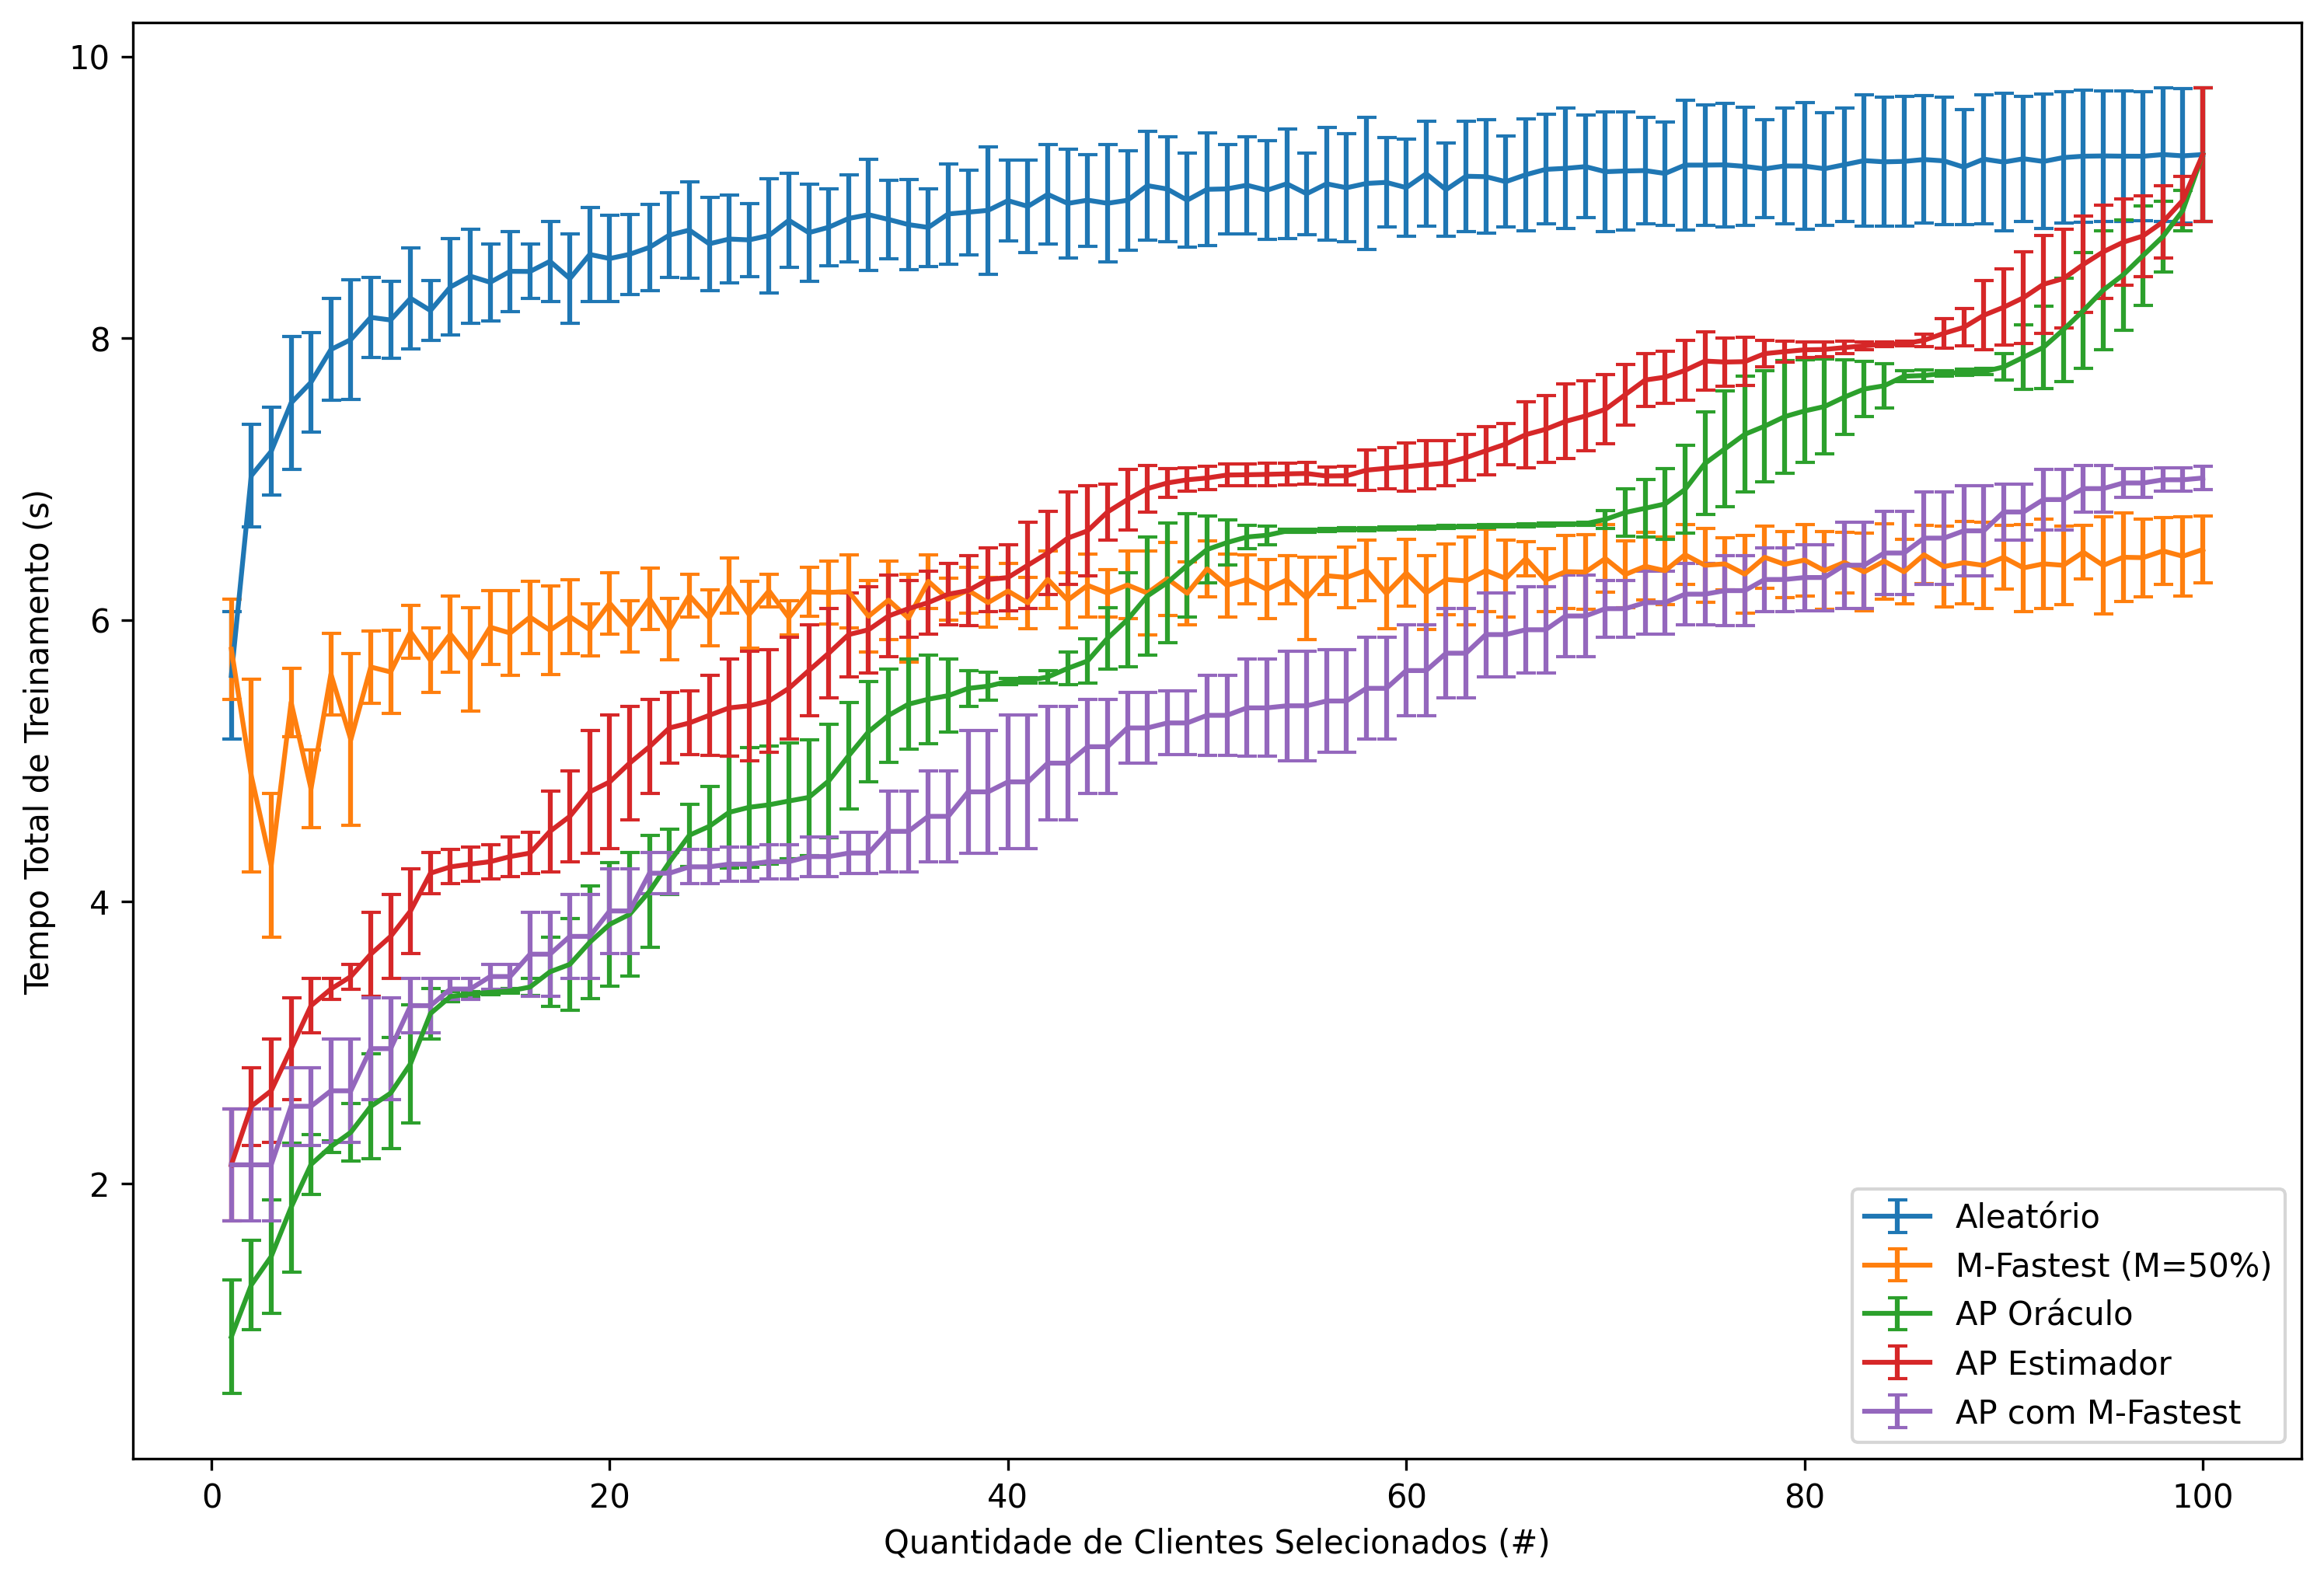 10
8
6
4
2
Tempo Total de Treinamento (s)
0
20
40
60
80
100
Quantidade de Clientes Selecionados (#)
Aleatório
M-Fastest (M=50%)
AP Oráculo
AP Estimador
AP com M-Fastest